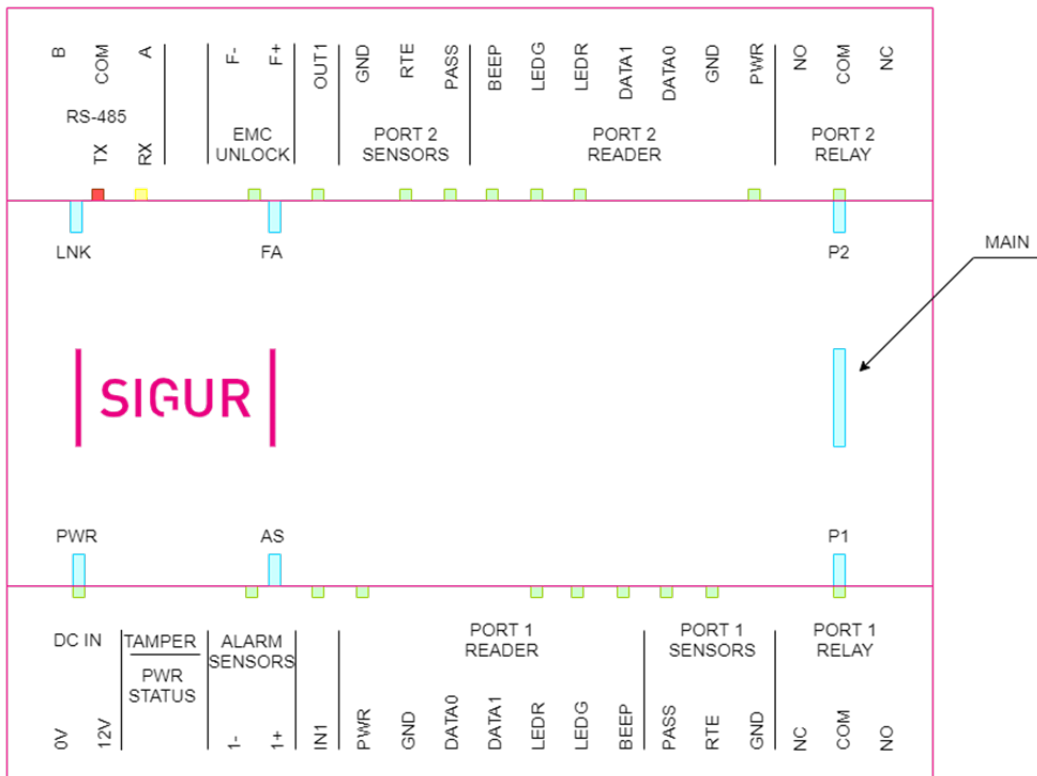 B
COM
A
F-
F+
OUT1
GND
RTE
PASS
BEEP
LEDG
LEDR
DATA1
DATA0
GND
PWR
NO
COM
NC
RS-485
TX
RX
EMC
UNLOCK
PORT 2
SENSORS
PORT 2
READER
PORT 2
RELAY
LNK
FA
P2
MAIN
SIGUR
PWR
AS
P1
DC IN
TAMPER
PWR
STATUS
ALARM
SENSORS
PORT 1
READER
PORT 1
SENSORS
PORT 1
RELAY
0V
12V
1-
1+
IN1
PWR
GND
DATA0
DATA1
LEDR
LEDG
BEEP
PASS
RTE
GND
NC
COM
NO